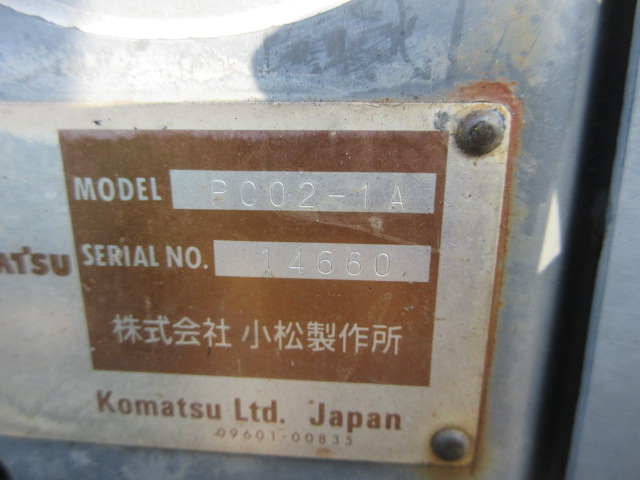 MODEL PC02-1A
ATSU SERIAL NO. 14660
株式会社 小松製作所
Komatsu Ltd. Japan
09601-00835